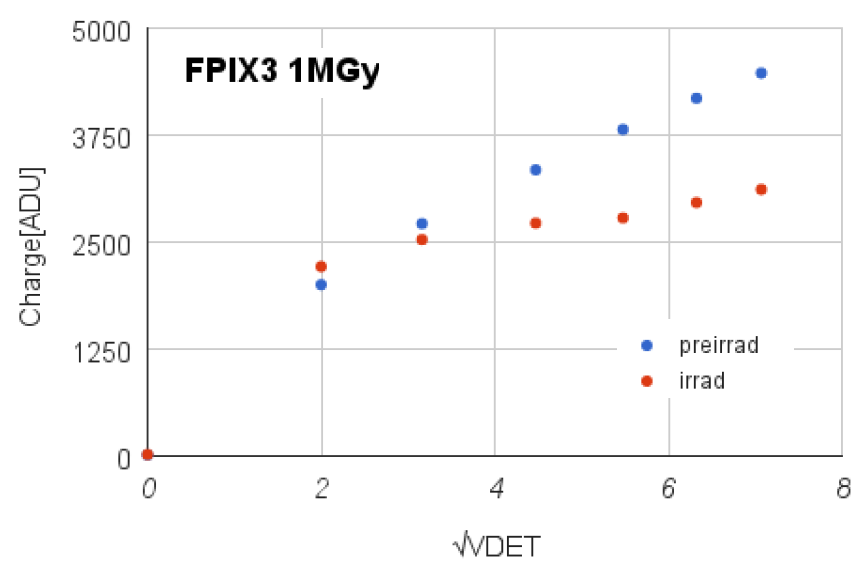 FPIX3 1MGy
5000
3750
2500
1250
0
Charge[ADU]
preirrad
irrad
0 2 4 6 8
√VDET